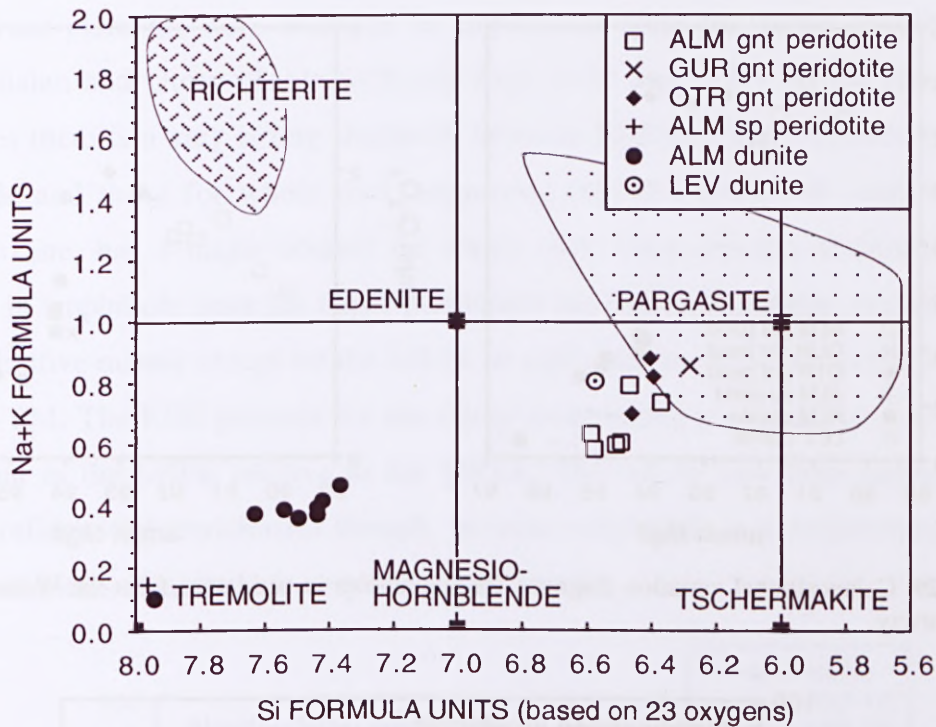 2.0
1.8
1.6
1.4
1.2
1.0
0.8
0.6
0.4
0.2
0.0
Na+K FORMULA UNITS
RICHTERITE
ALM gnt peridotite
GUR gnt peridotite
OTR gnt peridotite
ALM sp peridotite
ALM dunite
LEV dunite
EDENITE
PARGASITE
TREMOLITE
MAGNESIO-
HORNBLENDE
TSCHERMAKITE
8.0 7.8 7.6 7.4 7.0 6.8 6.6 6.4 6.2 6.0 5.8 5.6
Si FORMULA UNITS (based on 23 oxygens)